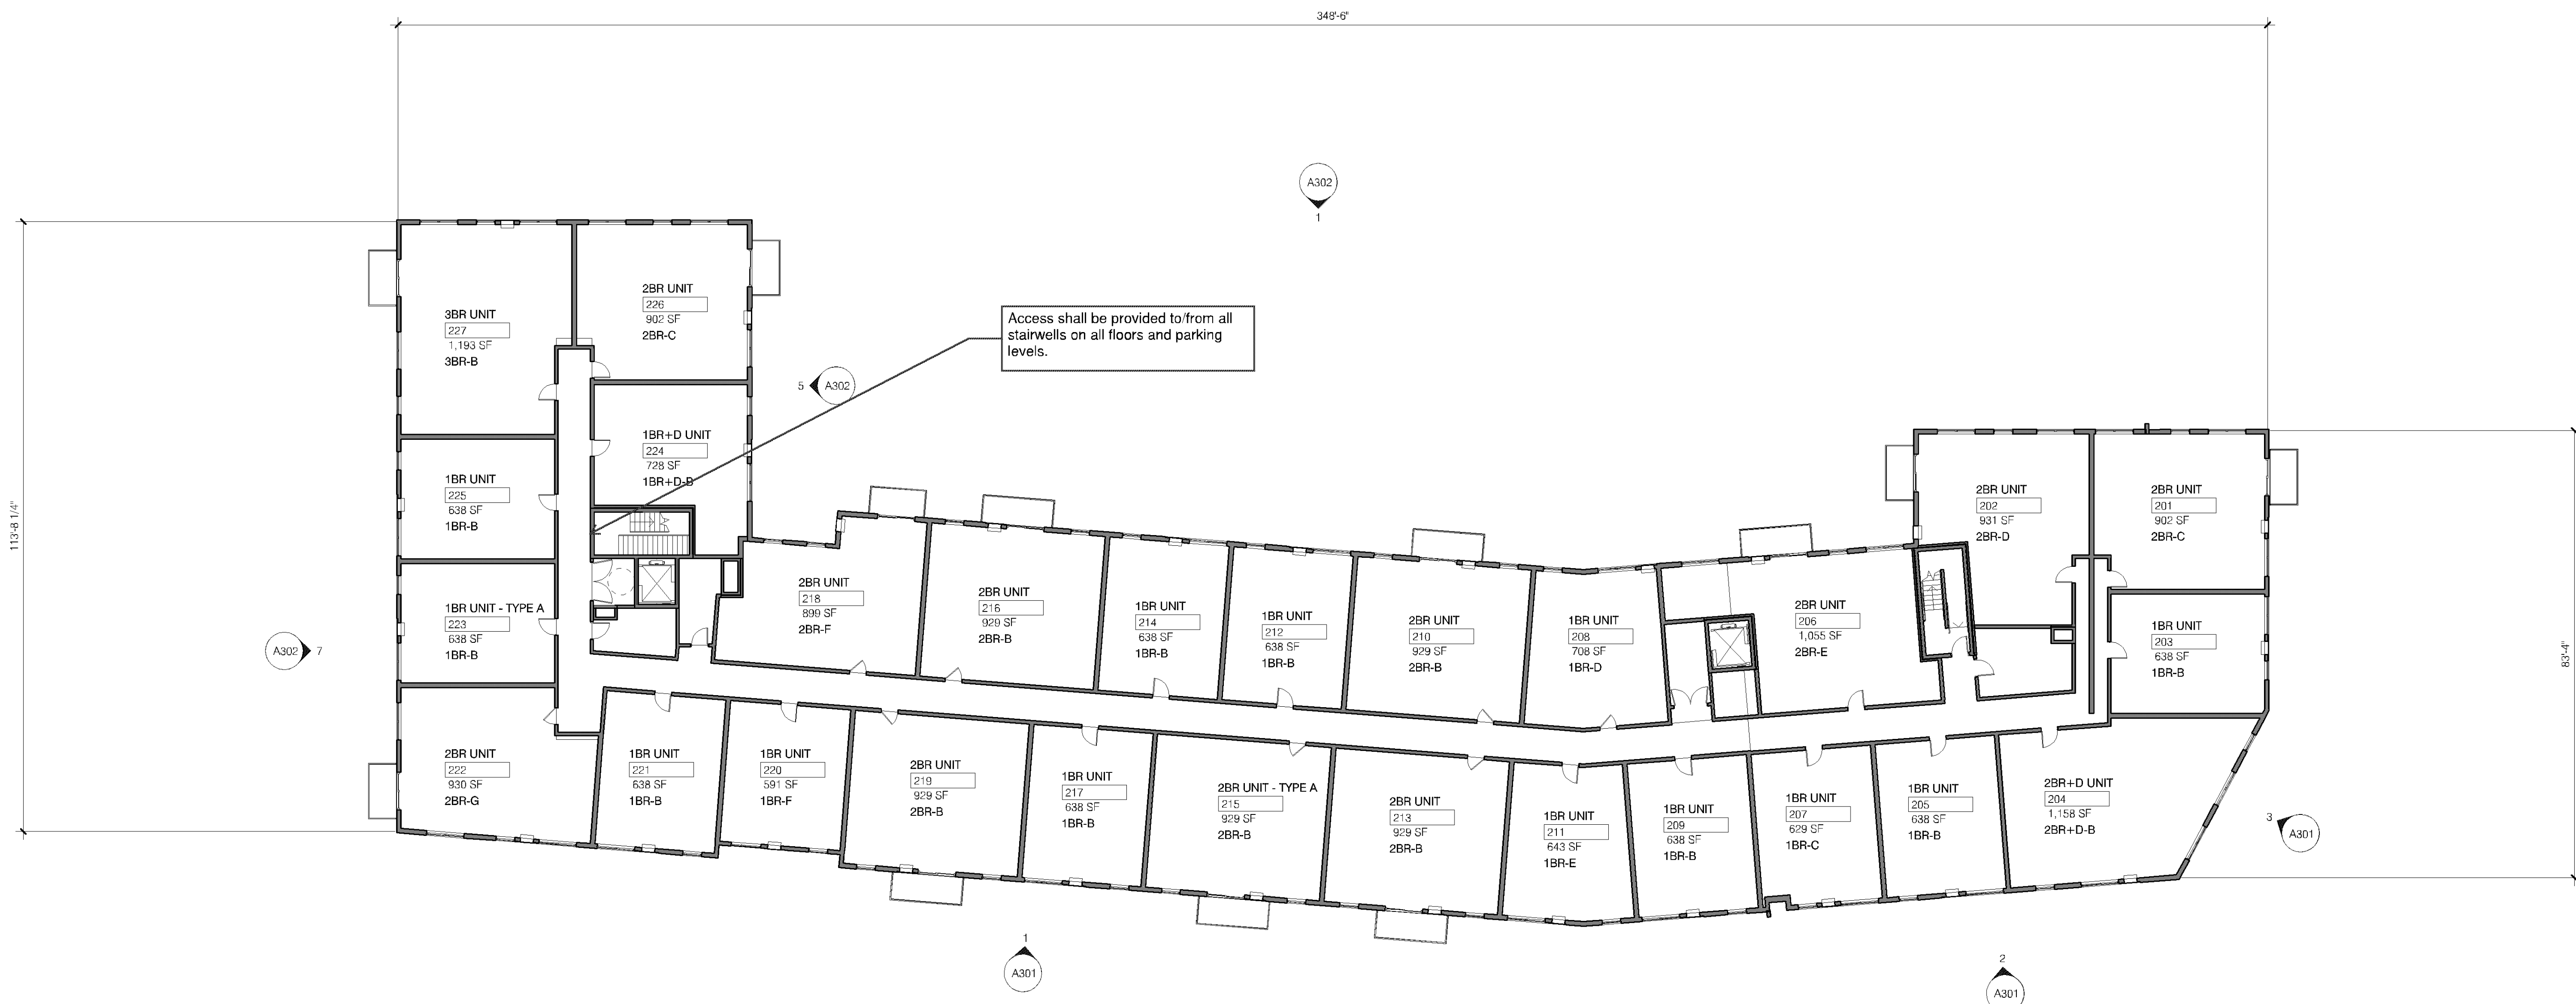 348'-6"
A302
1
113'-8 1/4"
3BR UNIT
227
1,193 SF
3BR-B
2BR UNIT
226
902 SF
2BR-C
Access shall be provided to/from all
stairwells on all floors and parking
levels.
5
A302
1BR+D UNIT
224
728 SF
1BR+D-B
1BR UNIT
225
638 SF
1BR-B
1BR UNIT - TYPE A
223
638 SF
1BR-B
A302
7
2BR UNIT
222
930 SF
2BR-G
2BR UNIT
218
899 SF
2BR-F
2BR UNIT
216
929 SF
2BR-B
1BR UNIT
214
638 SF
1BR-B
1BR UNIT
212
638 SF
1BR-B
2BR UNIT
210
929 SF
2BR-B
1BR UNIT
208
708 SF
1BR-D
2BR UNIT
206
1,055 SF
2BR-E
2BR UNIT
202
931 SF
2BR-D
2BR UNIT
201
902 SF
2BR-C
1BR UNIT
203
638 SF
1BR-B
83'-4"
1BR UNIT
221
638 SF
1BR-B
1BR UNIT
220
591 SF
1BR-F
2BR UNIT
219
929 SF
2BR-B
1BR UNIT
217
638 SF
1BR-B
2BR UNIT - TYPE A
215
929 SF
2BR-B
2BR UNIT
213
929 SF
2BR-B
1BR UNIT
211
643 SF
1BR-E
1BR UNIT
209
638 SF
1BR-B
1BR UNIT
207
629 SF
1BR-C
1BR UNIT
205
638 SF
1BR-B
2BR+D UNIT
204
1,158 SF
2BR+D-B
3
A301
1
A301
2
A301